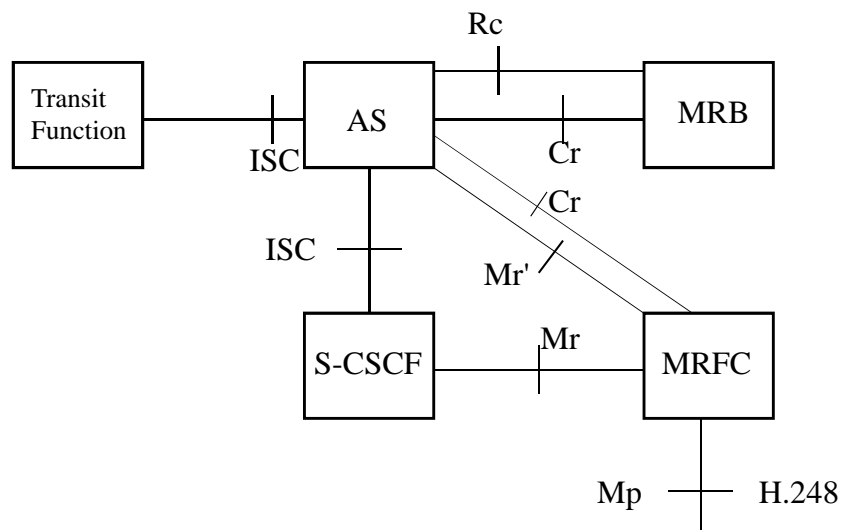 Rc
Transit
Function
AS
MRB
ISC
Cr
Cr
ISC
Mr'
S-CSCF
Mr
MRFC
Mp
H.248